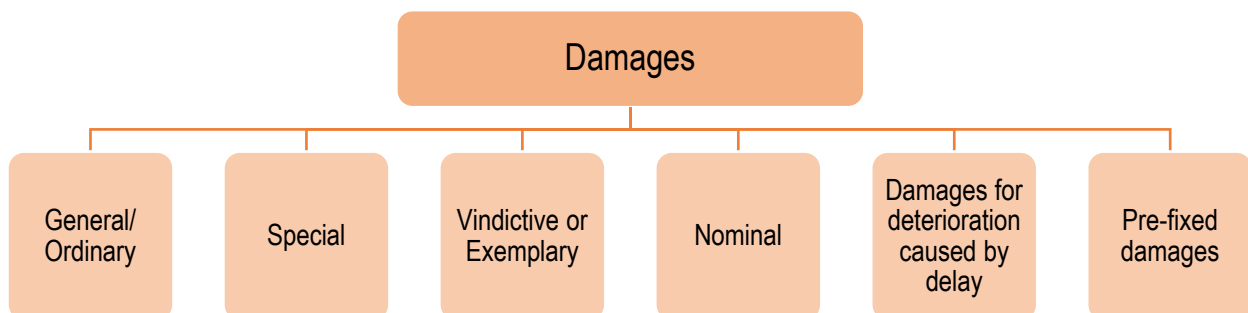 Damages
General/
Ordinary
Special
Vindictive or
Exemplary
Nominal
Damages for
deterioration
caused by
delay
Pre-fixed
damages